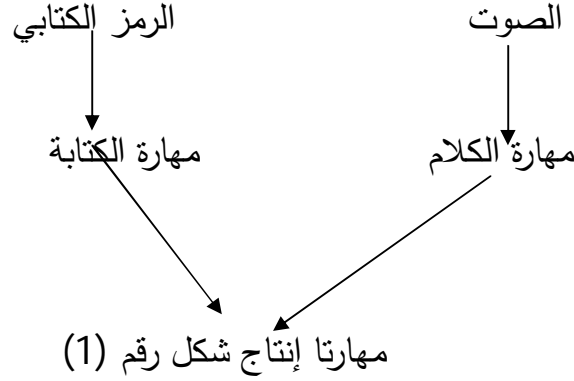 الصوت الرمز الكتابي
مهارة الكلام مهارة الكتابة
مهارتا إنتاج شكل رقم (1)